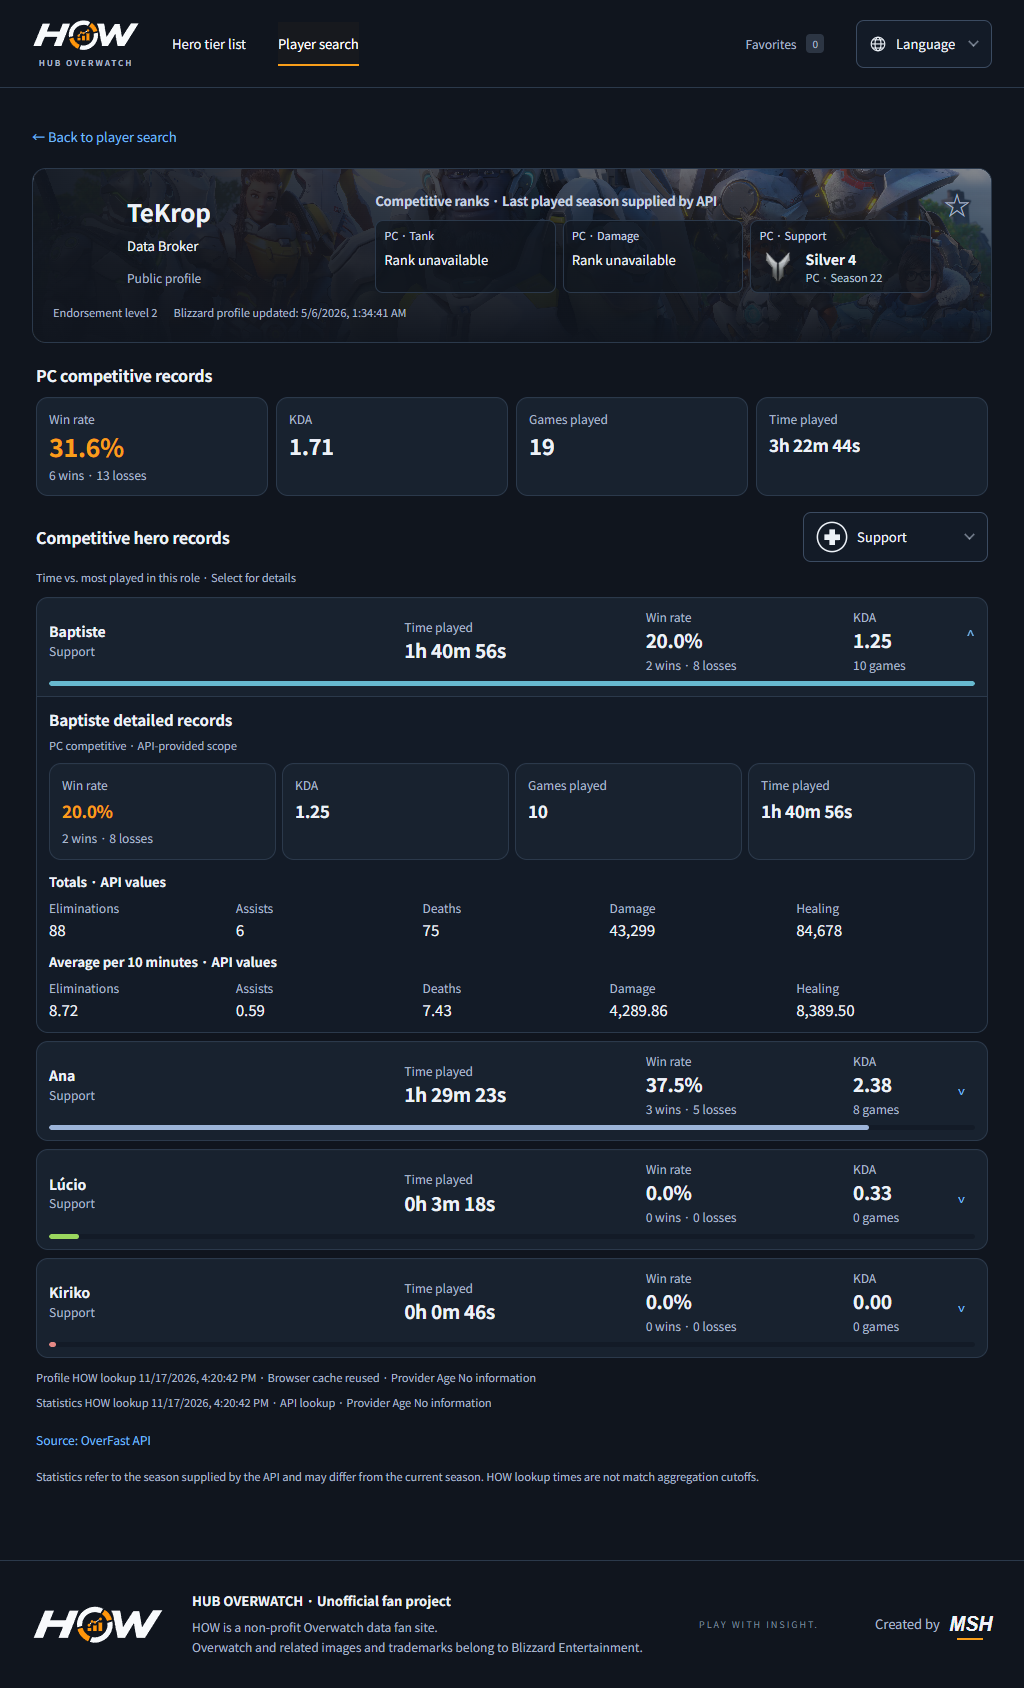 HOW
HUB OVERWATCH
Hero tier list
Player search
Favorites 0
Language
← Back to player search
TeKrop
Data Broker
Public profile
Competitive ranks · Last played season supplied by API
PC · Tank
Rank unavailable
PC · Damage
Rank unavailable
PC · Support
Silver 4
PC · Season 22
Endorsement level 2
Blizzard profile updated: 5/6/2026, 1:34:41 AM
PC competitive records
Win rate
31.6%
6 wins · 13 losses
KDA
1.71
Games played
19
Time played
3h 22m 44s
Competitive hero records
Support
Time vs. most played in this role · Select for details
Baptiste
Support
Time played
1h 40m 56s
Win rate
20.0%
2 wins · 8 losses
KDA
1.25
10 games
^
Baptiste detailed records
PC competitive · API-provided scope
Win rate
20.0%
2 wins · 8 losses
KDA
1.25
Games played
10
Time played
1h 40m 56s
Totals · API values
Eliminations
88
Assists
6
Deaths
75
Damage
43,299
Healing
84,678
Average per 10 minutes · API values
Eliminations
8.72
Assists
0.59
Deaths
7.43
Damage
4,289.86
Healing
8,389.50
Ana
Support
Time played
1h 29m 23s
Win rate
37.5%
3 wins · 5 losses
KDA
2.38
8 games
v
Lúcio
Support
Time played
0h 3m 18s
Win rate
0.0%
0 wins · 0 losses
KDA
0.33
0 games
v
Kiriko
Support
Time played
0h 0m 46s
Win rate
0.0%
0 wins · 0 losses
KDA
0.00
0 games
v
Profile HOW lookup 11/17/2026, 4:20:42 PM · Browser cache reused · Provider Age No information
Statistics HOW lookup 11/17/2026, 4:20:42 PM · API lookup · Provider Age No information
Source: OverFast API
Statistics refer to the season supplied by the API and may differ from the current season. HOW lookup times are not match aggregation cutoffs.
HOW
HUB OVERWATCH · Unofficial fan project
HOW is a non-profit Overwatch data fan site.
Overwatch and related images and trademarks belong to Blizzard Entertainment.
PLAY WITH INSIGHT.
Created by MSH